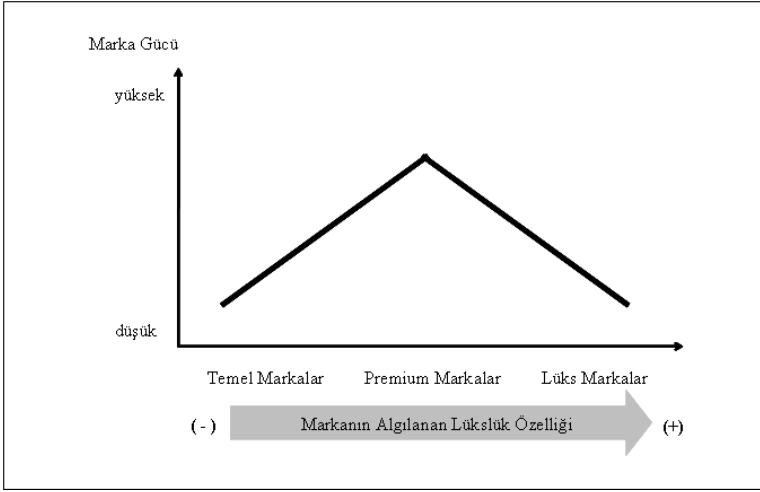 Marka Gücü
yüksek
düşük
Temel Markalar Premium Markalar Lüks Markalar
( - ) Markanın Algılanan Lükslük Özelliği (+)